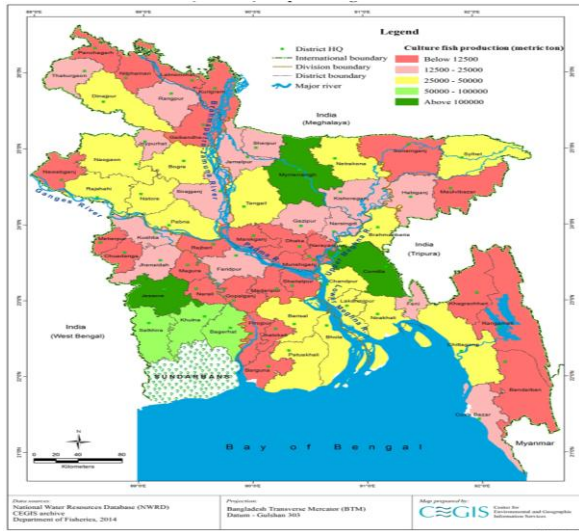 Legend
District HQ
International boundary
Division boundary
District boundary
Major river
Culture fish production (metric ton)
Below 12500
12500 - 25000
25000 - 50000
50000 - 100000
Above 100000
Panchagarh
Thakurgaon
Nilphamari
Lalmonirhat
Kurigram
Dinajpur
Rangpur
Gaibandha
India
(Meghalaya)
Joypurhat
Naogaon
Bogra
Jamalpur
Sherpur
Mymensingh
Netrakona
Sunamganj
Sylhet
Nawabganj
Rajshahi
Natore
Sirajganj
Tangail
Kishoreganj
Habiganj
Maulvibazar
Ganges River
Pabna
Gazipur
Narsingdi
Brahmanbaria
Meherpur
Kushtia
Rajbari
Manikganj
Dhaka
Narayanganj
India
(Tripura)
Chuadanga
Jhenaidah
Magura
Faridpur
Munshiganj
Comilla
Jessore
Narail
Gopalganj
Madaripur
Shariatpur
Chandpur
Khagrachhari
India
(West Bengal)
Satkhira
Khulna
Bagerhat
Pirojpur
Barisal
Bhola
Lakshmipur
Noakhali
Feni
Rangamati
Chittagong
Patuakhali
Barguna
SUNDARBANS
Bandarban
Cox's Bazar
Bay of Bengal
Myanmar
N
Kilometers
Data sources:
National Water Resources Database (NWRD)
CEGIS archive
Department of Fisheries, 2014
Projection:
Bangladesh Transverse Mercator (BTM)
Datum - Gulshan 303
Map prepared by:
CEGIS
Center for
Environmental and Geographic
Information Services